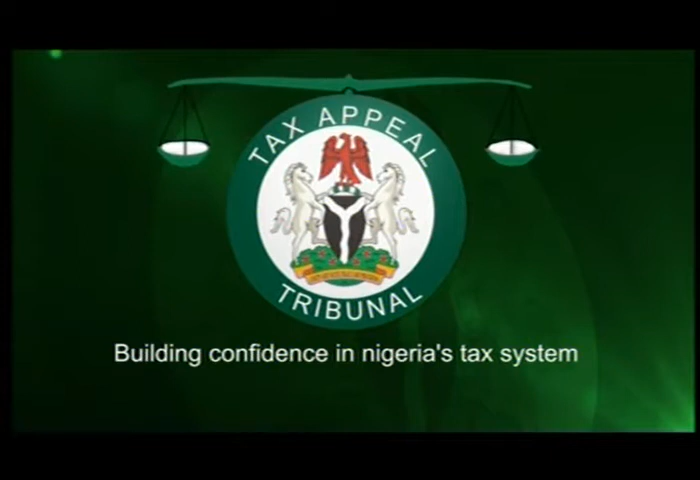 TAX APPEAL
TRIBUNAL
Building confidence in nigeria's tax system